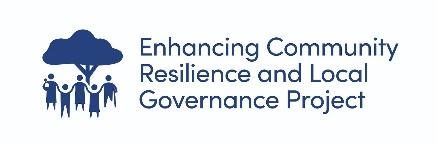 Enhancing Community
Resilience and Local
Governance Project